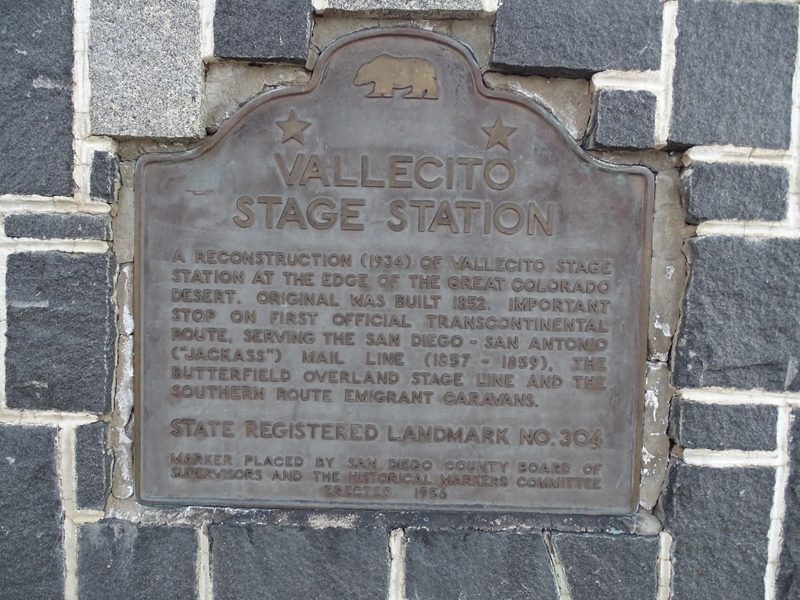 VALLECITO
STAGE STATION
A RECONSTRUCTION (1934) OF VALLECITO STAGE
STATION AT THE EDGE OF THE GREAT COLORADO
DESERT. ORIGINAL WAS BUILT 1852. IMPORTANT
STOP ON FIRST OFFICIAL TRANSCONTINENTAL
ROUTE, SERVING THE SAN DIEGO - SAN ANTONIO
("JACKASS") MAIL LINE (1857 - 1859), THE
BUTTERFIELD OVERLAND STAGE LINE AND THE
SOUTHERN ROUTE EMIGRANT CARAVANS.
STATE REGISTERED LANDMARK NO. 304
MARKER PLACED BY SAN DIEGO COUNTY BOARD OF
SUPERVISORS AND THE HISTORICAL MARKERS COMMITTEE
ERECTED 1956